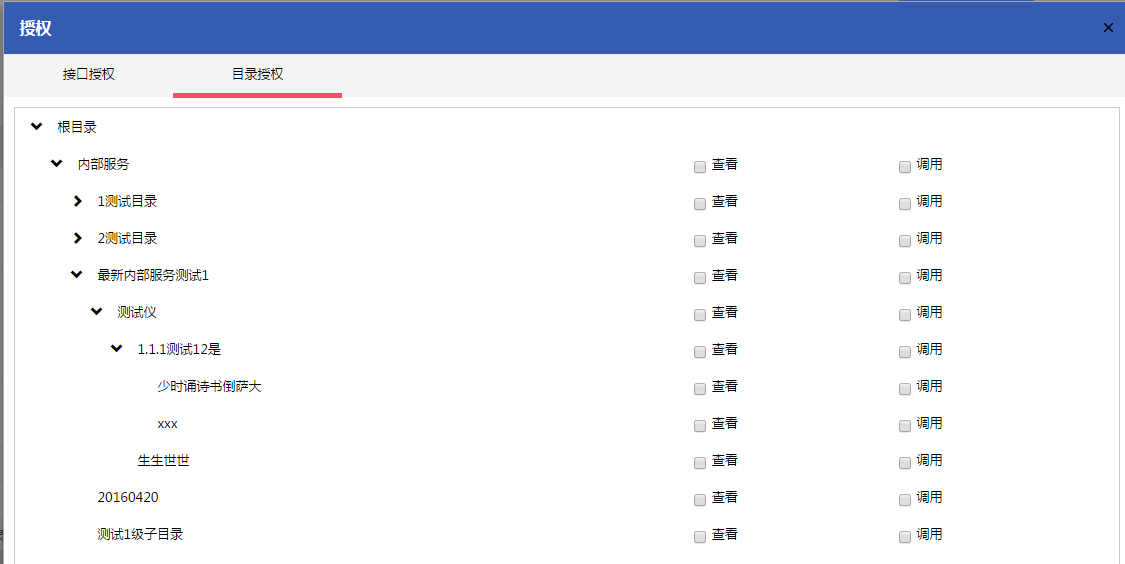 授权
接口授权 目录授权
根目录
内部服务 查看 调用
1测试目录 查看 调用
2测试目录 查看 调用
最新内部服务测试1 查看 调用
测试仪 查看 调用
1.1.1测试12是 查看 调用
少时诵诗书倒萨大 查看 调用
xxx 查看 调用
生生世世 查看 调用
20160420 查看 调用
测试1级子目录 查看 调用